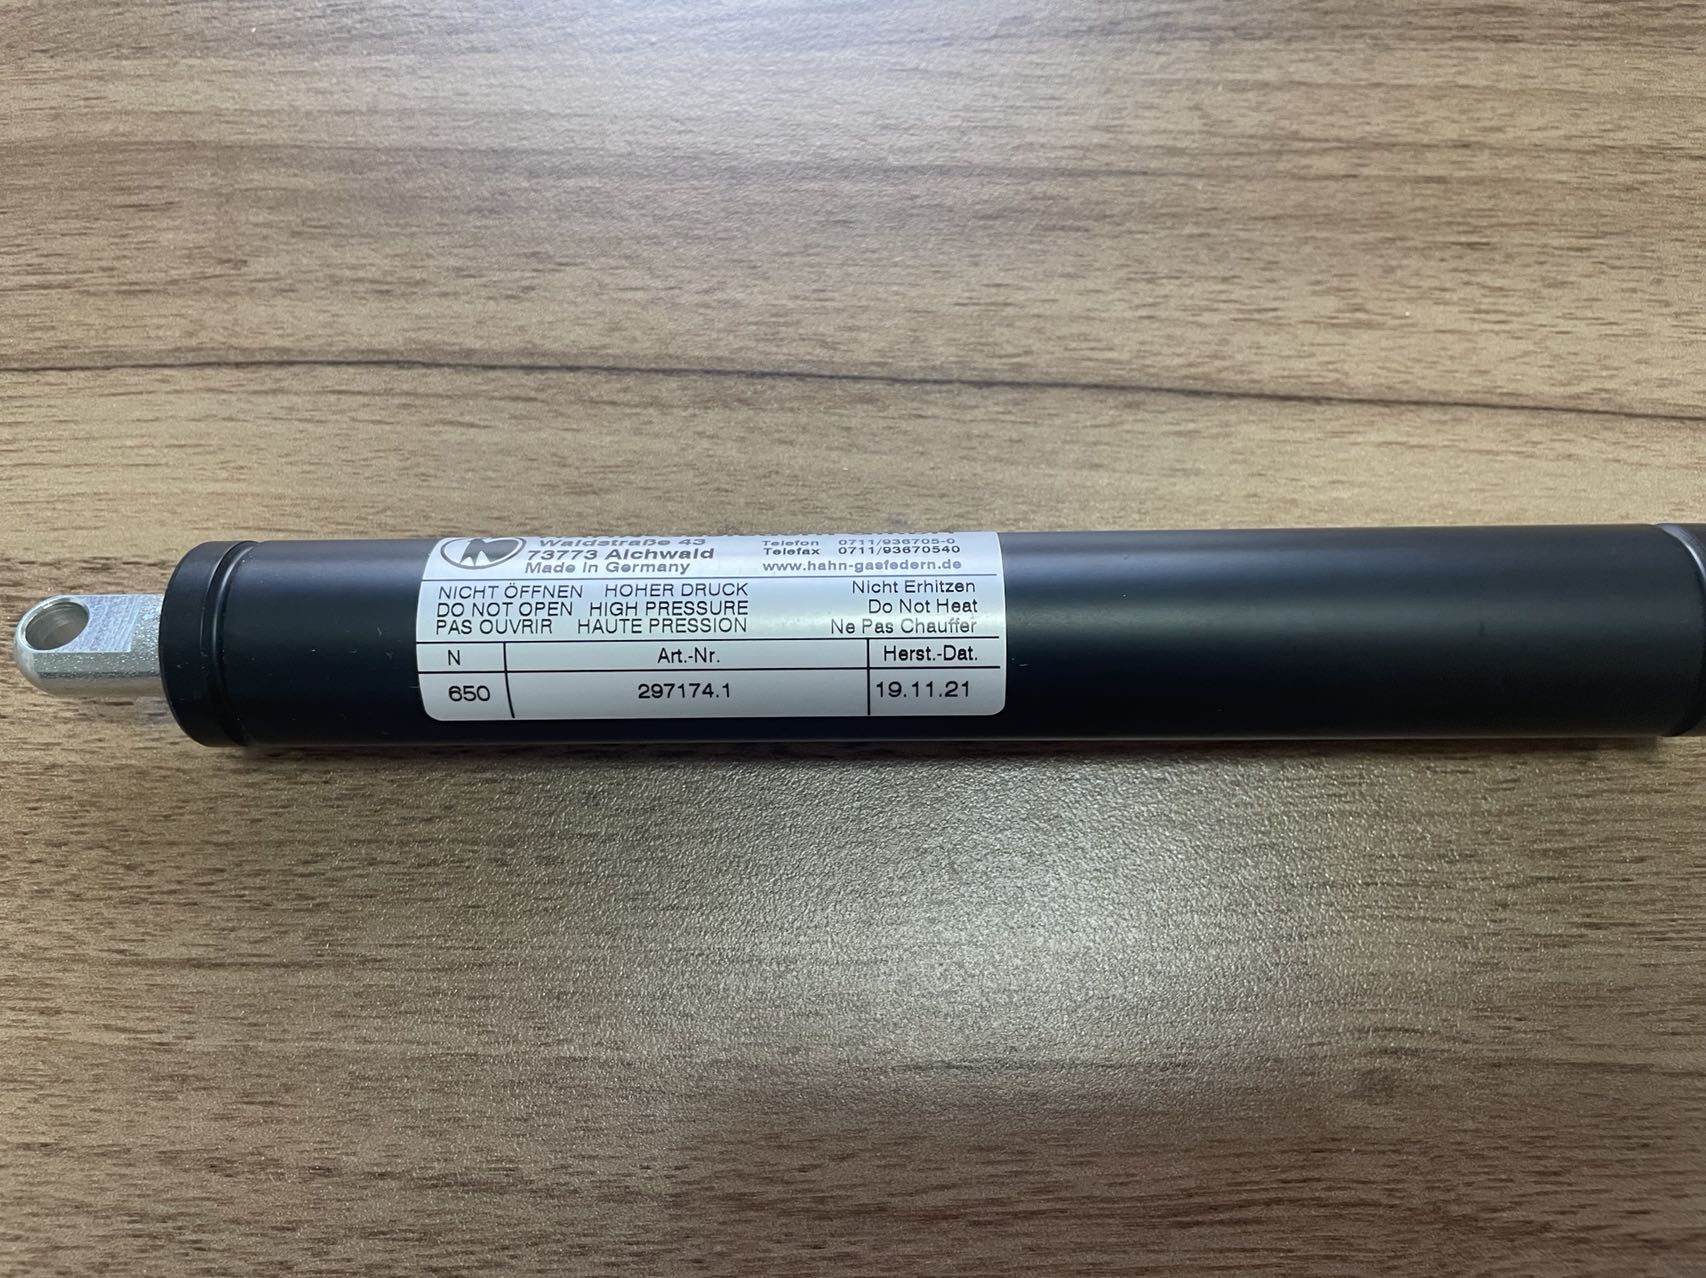 Waldstraße 43 Telefon 0711/936705-0
73773 Aichwald Telefax 0711/93670540
Made in Germany www.hahn-gasfedern.de
NICHT ÖFFNEN HOHER DRUCK Nicht Erhitzen
DO NOT OPEN HIGH PRESSURE Do Not Heat
PAS OUVRIR HAUTE PRESSION Ne Pas Chauffer
N Art.-Nr. Herst.-Dat.
650 297174.1 19.11.21